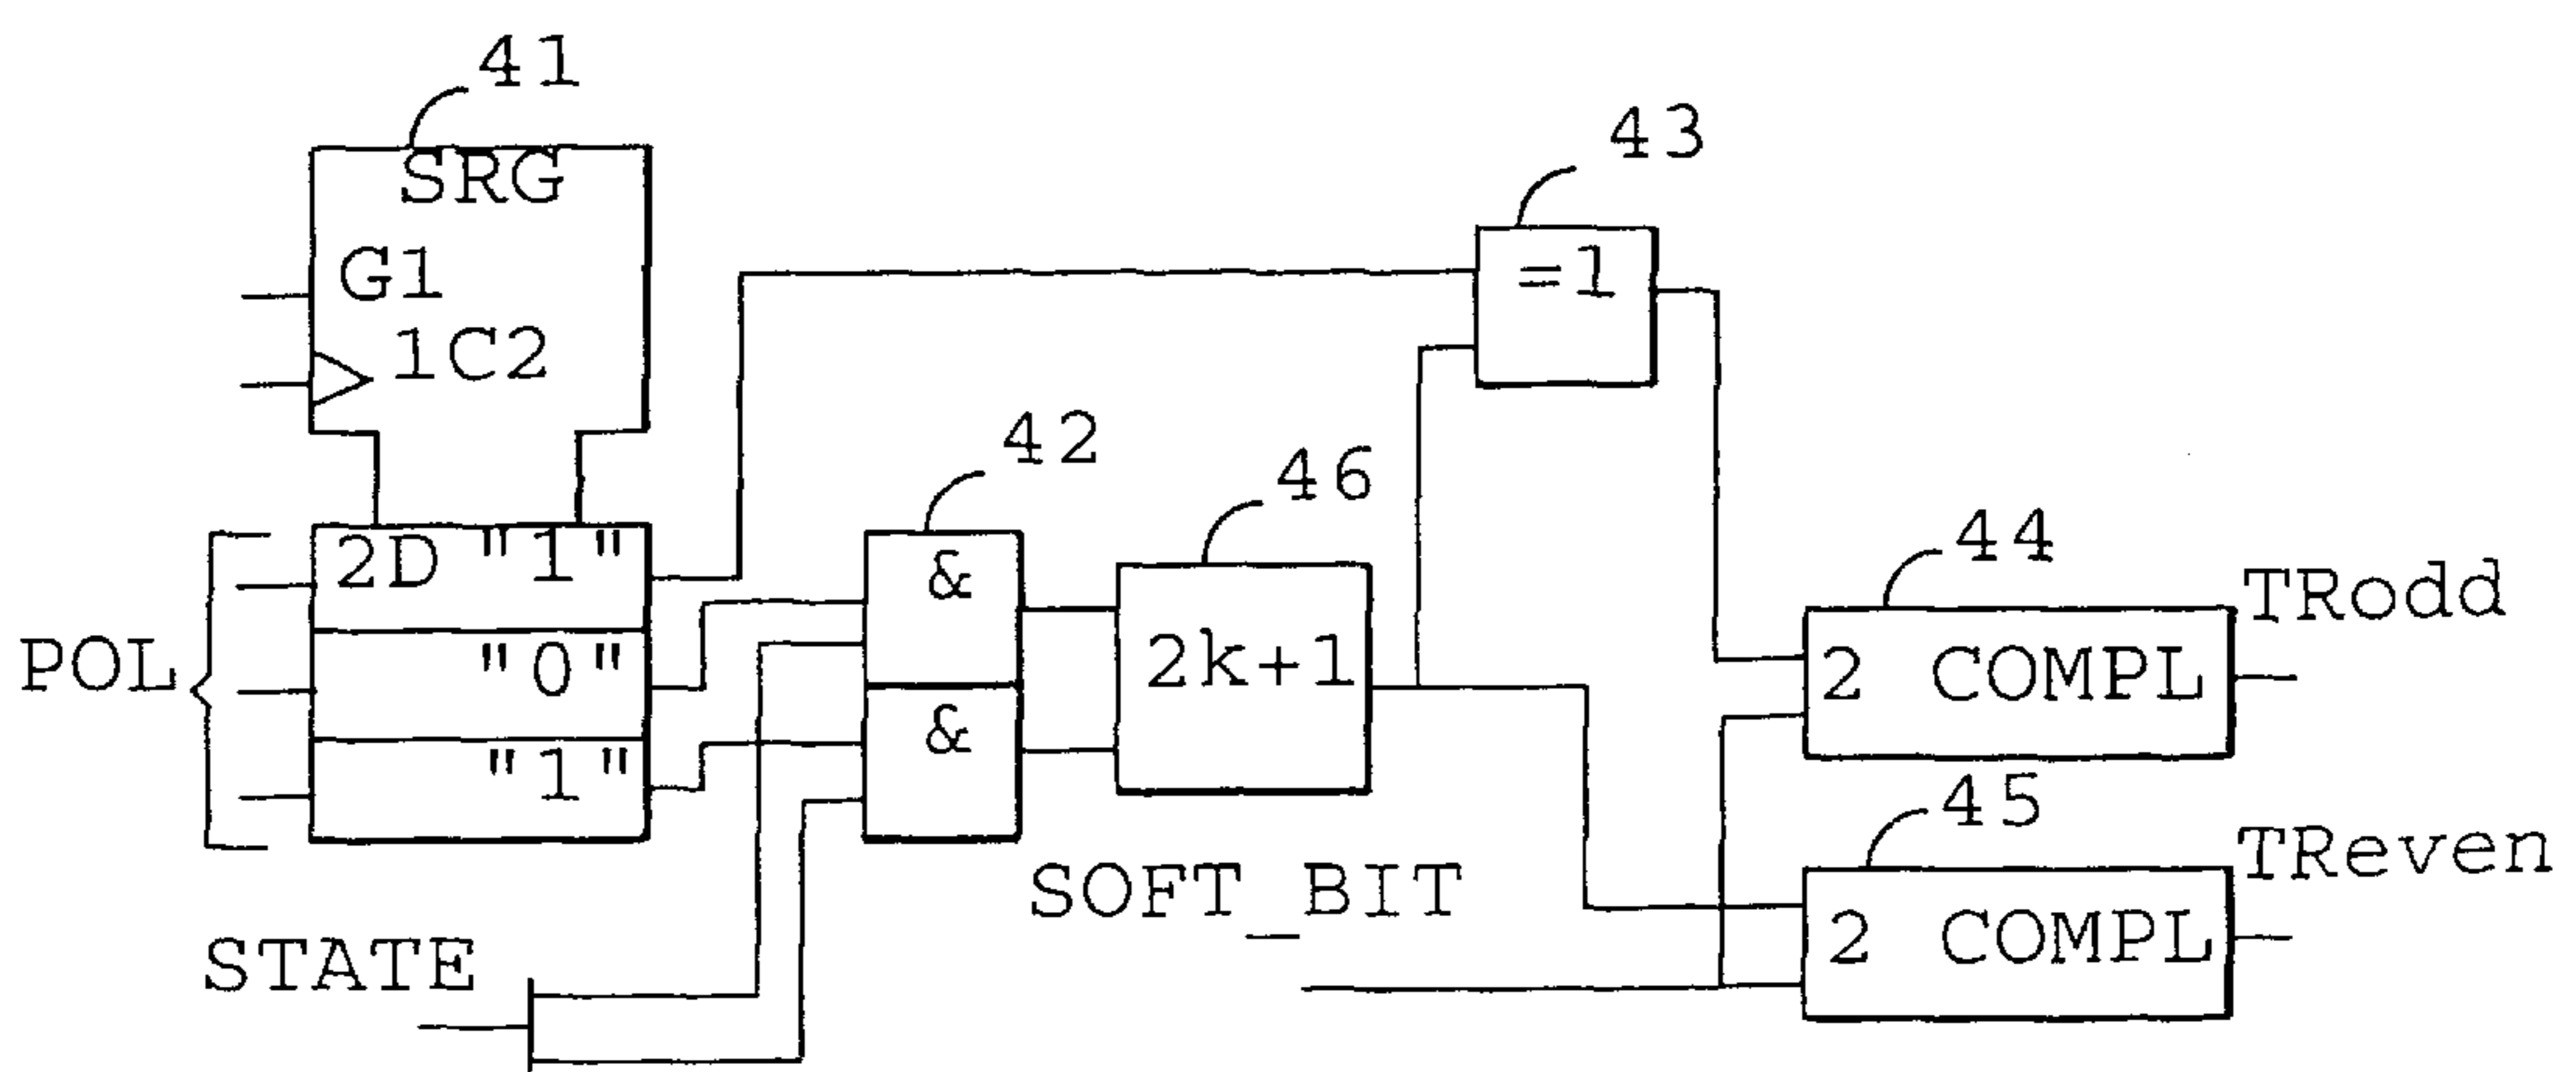 41
SRG
G1
1C2
43
=1
42
&
&
46
2k+1
POL
2D "1"
"0"
"1"
44
TRodd
2 COMPL
45
TReven
2 COMPL
SOFT_BIT
STATE